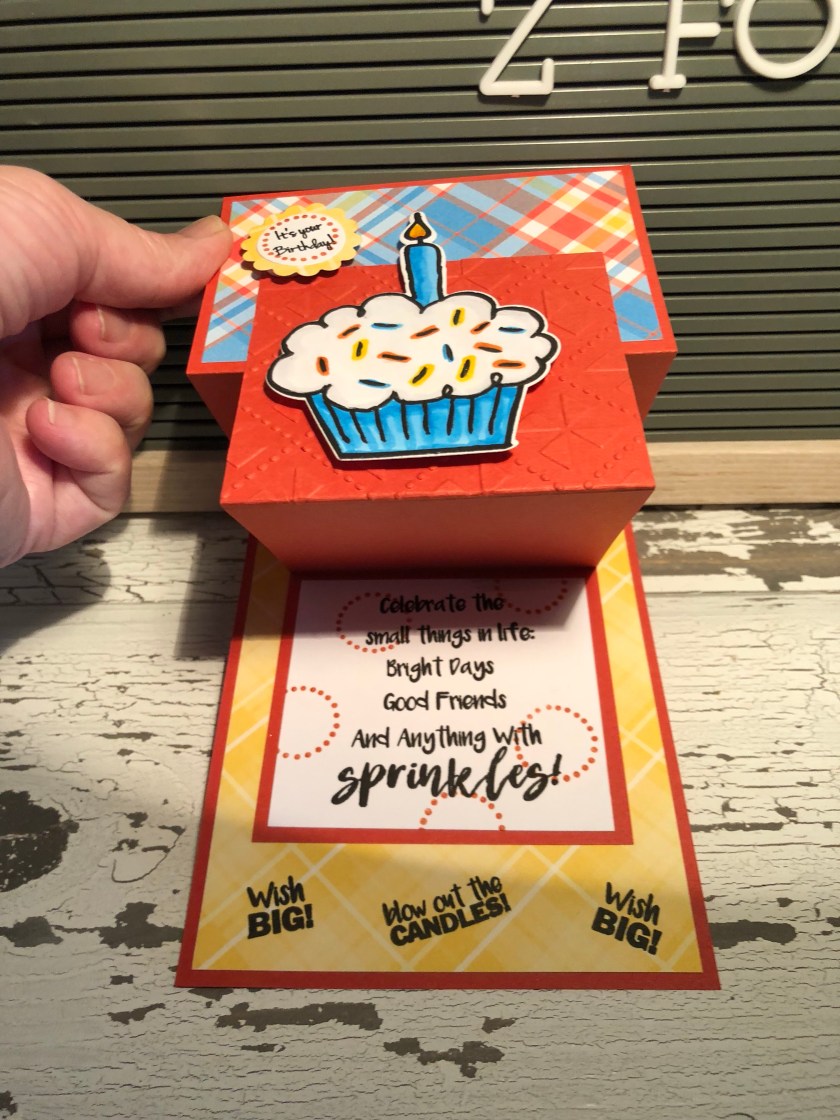 Z FO
It's your
Birthday!
Celebrate the
small things in life:
Bright Days
Good Friends
And Anything With
sprinkles!
Wish
BIG!
blow out the
CANDLES!
Wish
BIG!